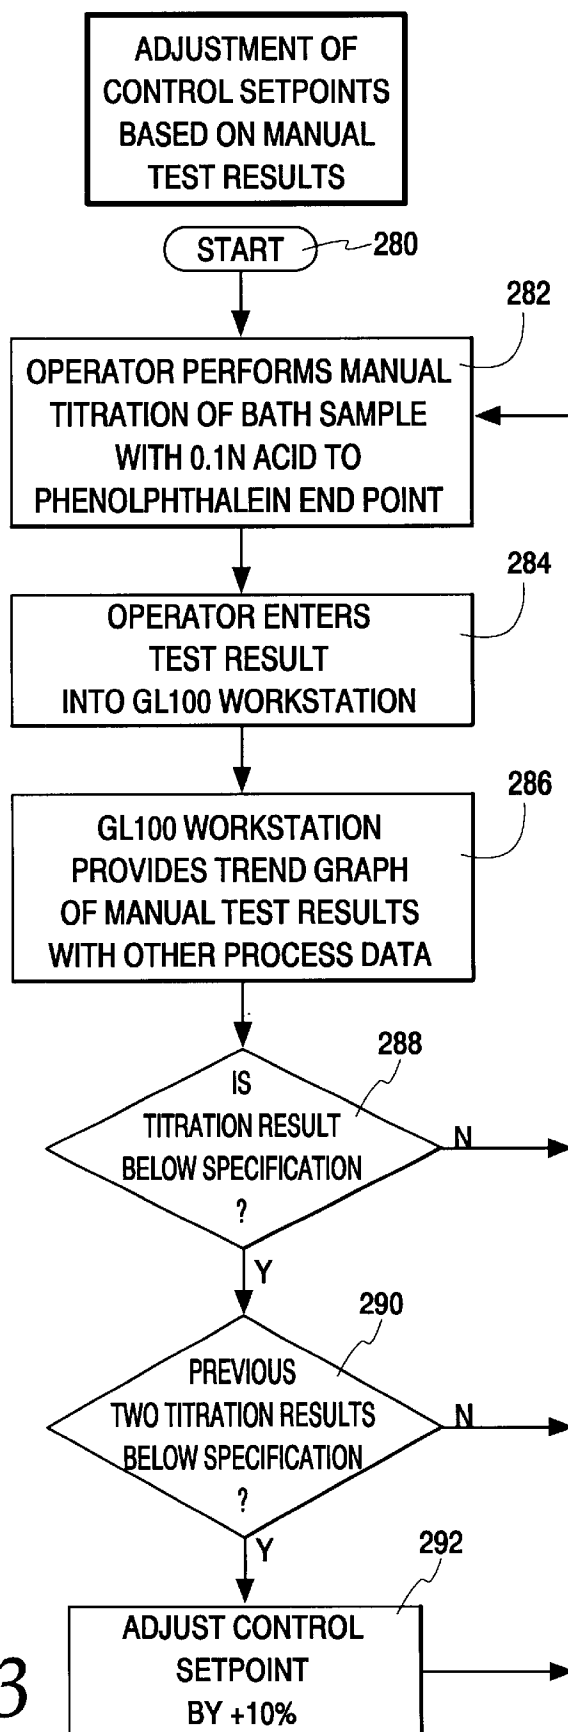 ADJUSTMENT OF
CONTROL SETPOINTS
BASED ON MANUAL
TEST RESULTS
START
280
282
OPERATOR PERFORMS MANUAL
TITRATION OF BATH SAMPLE
WITH 0.1N ACID TO
PHENOLPHTHALEIN END POINT
284
OPERATOR ENTERS
TEST RESULT
INTO GL100 WORKSTATION
286
GL100 WORKSTATION
PROVIDES TREND GRAPH
OF MANUAL TEST RESULTS
WITH OTHER PROCESS DATA
288
IS
TITRATION RESULT
BELOW SPECIFICATION
?
N
Y
290
PREVIOUS
TWO TITRATION RESULTS
BELOW SPECIFICATION
?
N
Y
292
ADJUST CONTROL
SETPOINT
BY +10%
3